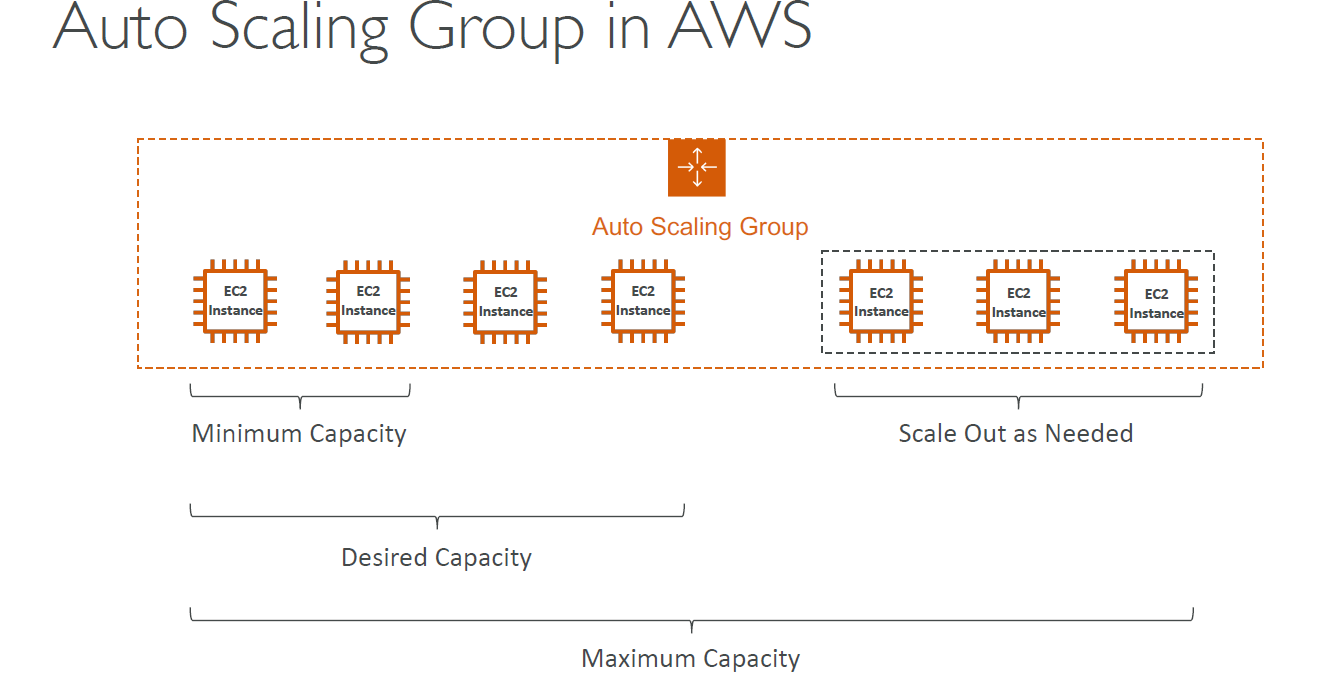 Auto Scaling Group in AWS
Auto Scaling Group
EC2
Instance
EC2
Instance
EC2
Instance
EC2
Instance
EC2
Instance
EC2
Instance
EC2
Instance
Minimum Capacity
Scale Out as Needed
Desired Capacity
Maximum Capacity